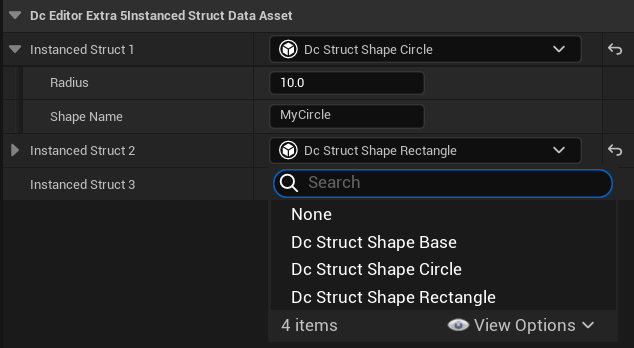 Dc Editor Extra 5Instanced Struct Data Asset
Instanced Struct 1 Dc Struct Shape Circle
Radius 10.0
Shape Name MyCircle
Instanced Struct 2 Dc Struct Shape Rectangle
Instanced Struct 3 Search
None
Dc Struct Shape Base
Dc Struct Shape Circle
Dc Struct Shape Rectangle
4 items View Options